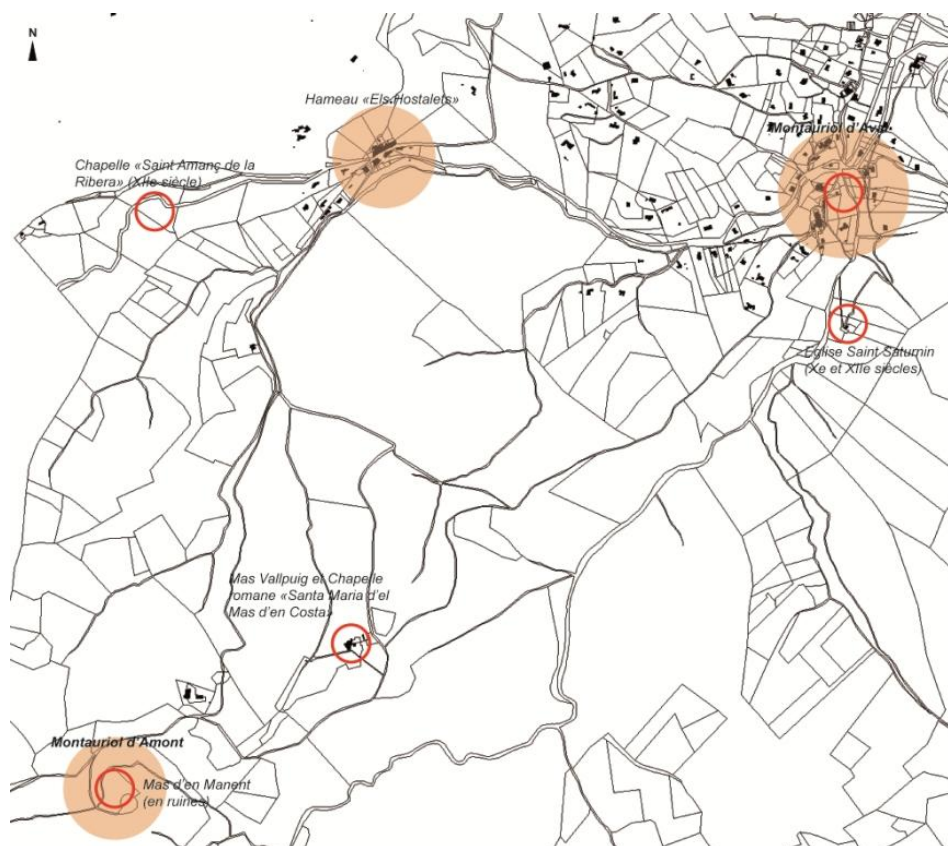 N
Hameau «Els Hostalets»
Montauriol d'Aval
Chapelle «Saint Amanç de la
Ribera» (XIIe siècle)
Eglise Saint Saturnin
(Xe et XIIe siècles)
Mas Vallpuig et Chapelle
romane «Santa Maria d'el
Mas d'en Costa»
Montauriol d'Amont
Mas d'en Manent
(en ruines)